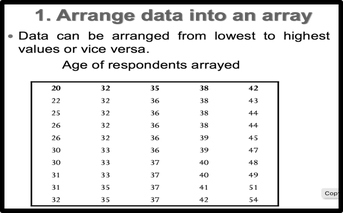 1. Arrange data into an array
• Data can be arranged from lowest to highest
values or vice versa.
Age of respondents arrayed
20 32 35 38 42
22 32 36 38 43
25 32 36 38 44
26 32 36 38 44
26 32 36 39 45
30 33 36 39 47
30 33 37 40 48
31 33 37 40 49
31 35 37 41 51
32 35 37 42 54